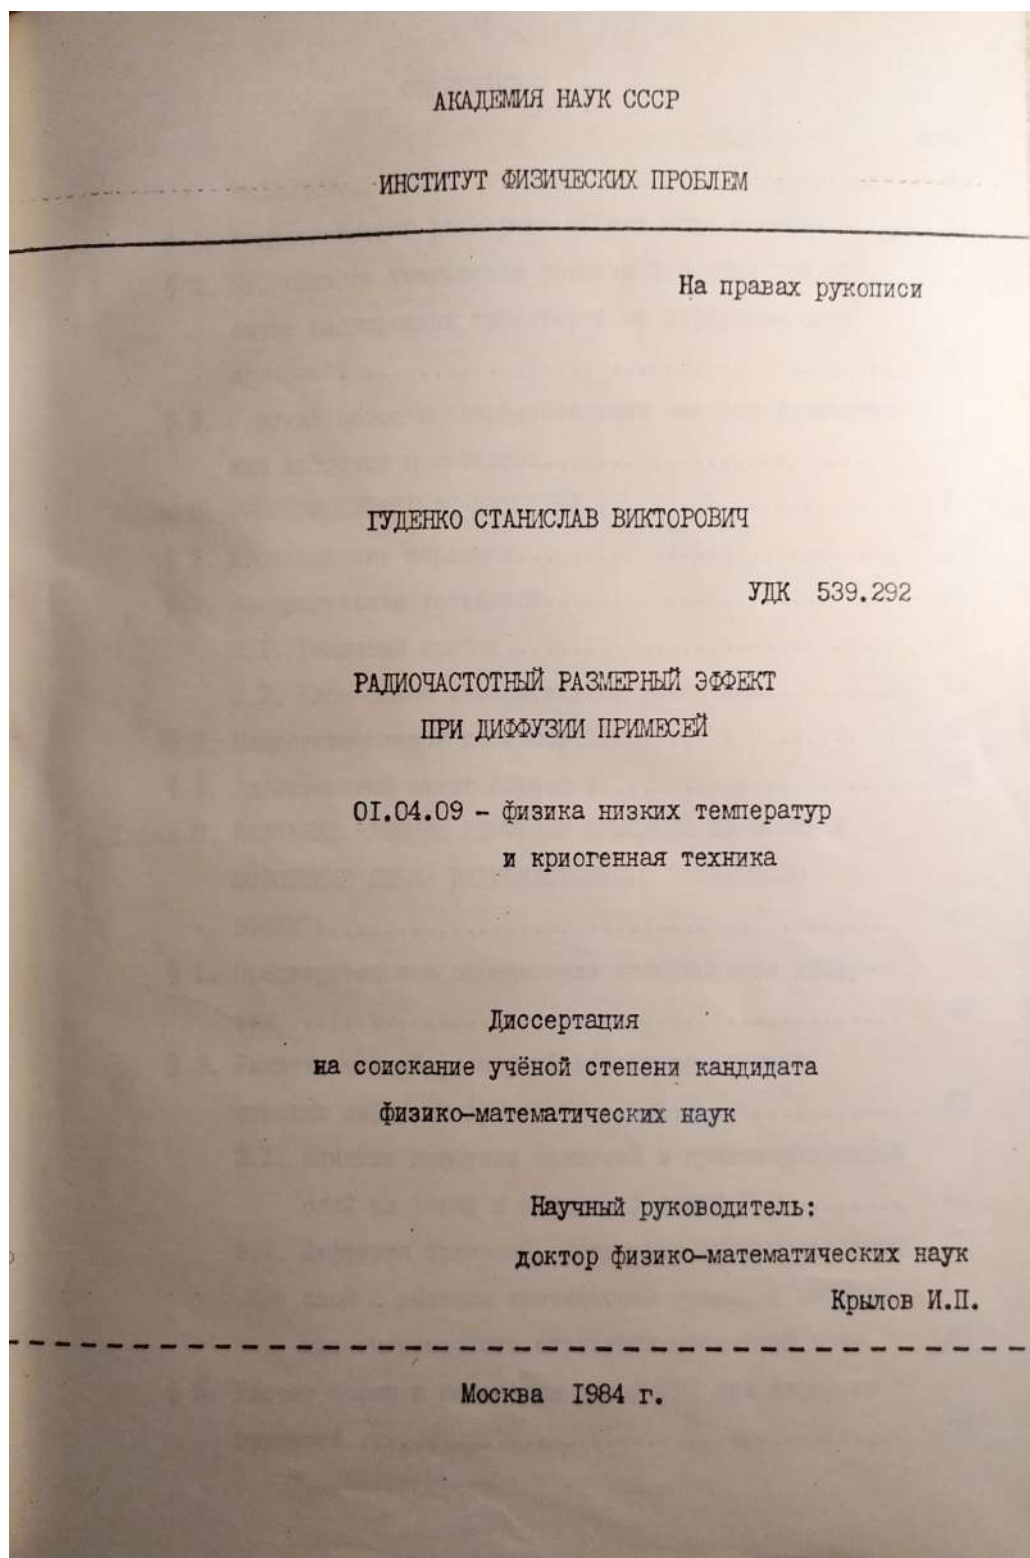 АКАДЕМИЯ НАУК СССР
ИНСТИТУТ ФИЗИЧЕСКИХ ПРОБЛЕМ
На правах рукописи
ГУДЕНКО СТАНИСЛАВ ВИКТОРОВИЧ
УДК 539.292
РАДИОЧАСТОТНЫЙ РАЗМЕРНЫЙ ЭФФЕКТ
ПРИ ДИФФУЗИИ ПРИМЕСЕЙ
01.04.09 – физика низких температур
и криогенная техника
Диссертация
на соискание учёной степени кандидата
физико-математических наук
Научный руководитель:
доктор физико-математических наук
Крылов И.П.
Москва 1984 г.